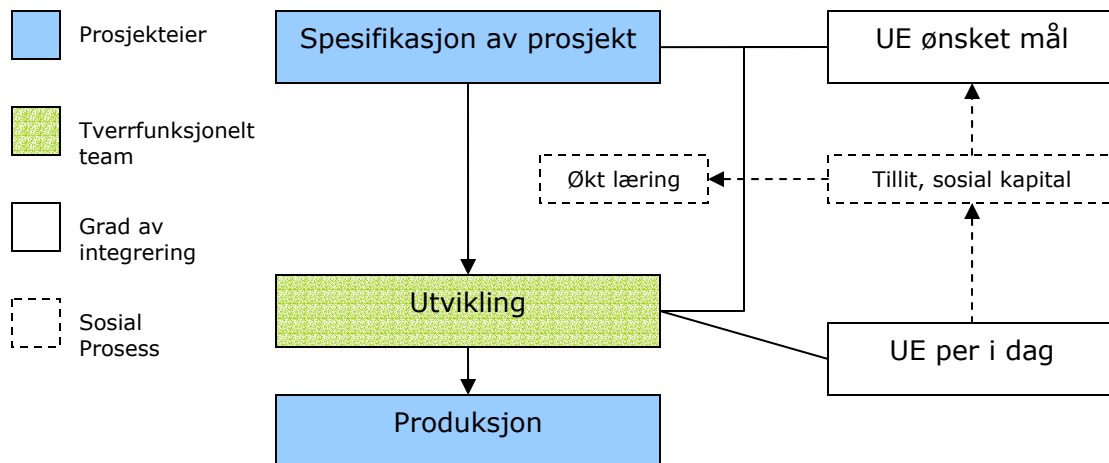 Prosjekteier
Tverrfunksjonelt
team
Grad av
integrering
Sosial
Prosess
Spesifikasjon av prosjekt
UE ønsket mål
Økt læring
Tillit, sosial kapital
Utvikling
UE per i dag
Produksjon